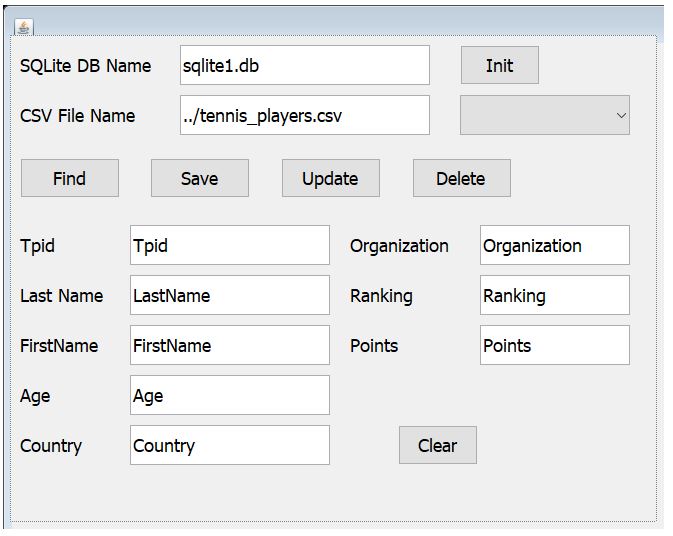 SQLite DB Name sqlite1.db Init
CSV File Name ../tennis_players.csv
Find Save Update Delete
Tpid Tpid Organization Organization
Last Name LastName Ranking Ranking
FirstName FirstName Points Points
Age Age
Country Country Clear